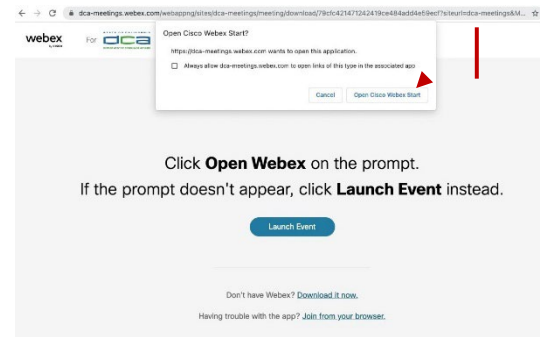 dca-meetings.webex.com/webappng/sites/dca-meetings/meeting/download/79cfc421471242419ce484add4e59ecf?siteurl=dca-meetings&M...
webex
by CISCO
For
dca
Open Cisco Webex Start?
https://dca-meetings.webex.com wants to open this application.
Always allow dca-meetings.webex.com to open links of this type in the associated app
Cancel Open Cisco Webex Start
Click Open Webex on the prompt.
If the prompt doesn't appear, click Launch Event instead.
Launch Event
Don't have Webex? Download it now.
Having trouble with the app? Join from your browser.